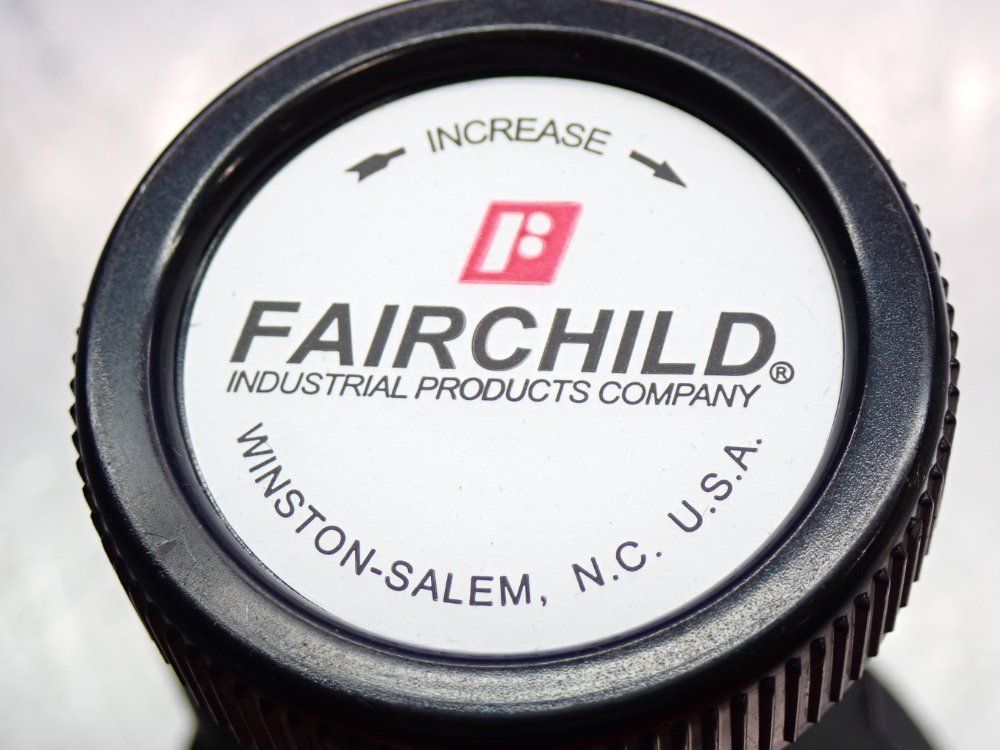 INCREASE
FAIRCHILD®
INDUSTRIAL PRODUCTS COMPANY
WINSTON-SALEM, N.C. U.S.A.